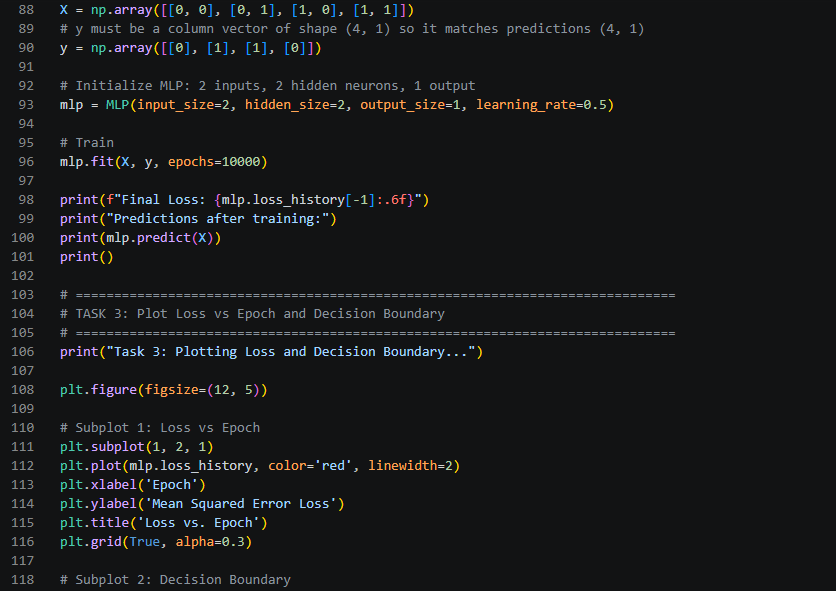 88 X = np.array([[0, 0], [0, 1], [1, 0], [1, 1]])
89 # y must be a column vector of shape (4, 1) so it matches predictions (4, 1)
90 y = np.array([[0], [1], [1], [0]])
91
92 # Initialize MLP: 2 inputs, 2 hidden neurons, 1 output
93 mlp = MLP(input_size=2, hidden_size=2, output_size=1, learning_rate=0.5)
94
95 # Train
96 mlp.fit(X, y, epochs=10000)
97
98 print(f"Final Loss: {mlp.loss_history[-1]:.6f}")
99 print("Predictions after training:")
100 print(mlp.predict(X))
101 print()
102
103 # ==============================================================================
104 # TASK 3: Plot Loss vs Epoch and Decision Boundary
105 # ==============================================================================
106 print("Task 3: Plotting Loss and Decision Boundary...")
107
108 plt.figure(figsize=(12, 5))
109
110 # Subplot 1: Loss vs Epoch
111 plt.subplot(1, 2, 1)
112 plt.plot(mlp.loss_history, color='red', linewidth=2)
113 plt.xlabel('Epoch')
114 plt.ylabel('Mean Squared Error Loss')
115 plt.title('Loss vs. Epoch')
116 plt.grid(True, alpha=0.3)
117
118 # Subplot 2: Decision Boundary